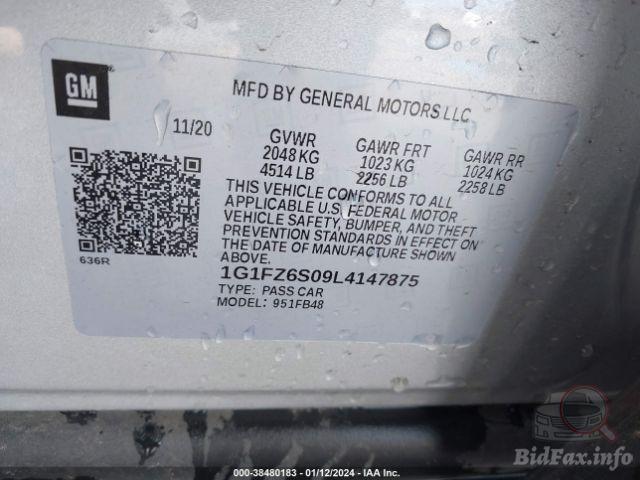 GM
MFD BY GENERAL MOTORS LLC
11/20
GVWR
2048 KG
4514 LB
GAWR FRT
1023 KG
2256 LB
GAWR RR
1024 KG
2258 LB
THIS VEHICLE CONFORMS TO ALL
APPLICABLE U.S. FEDERAL MOTOR
VEHICLE SAFETY, BUMPER, AND THEFT
PREVENTION STANDARDS IN EFFECT ON
THE DATE OF MANUFACTURE SHOWN
ABOVE.
636R
1G1FZ6S09L4147875
TYPE: PASS CAR
MODEL: 951FB48
000-38480183 - 01/12/2024 - IAA Inc.
BidFax.info